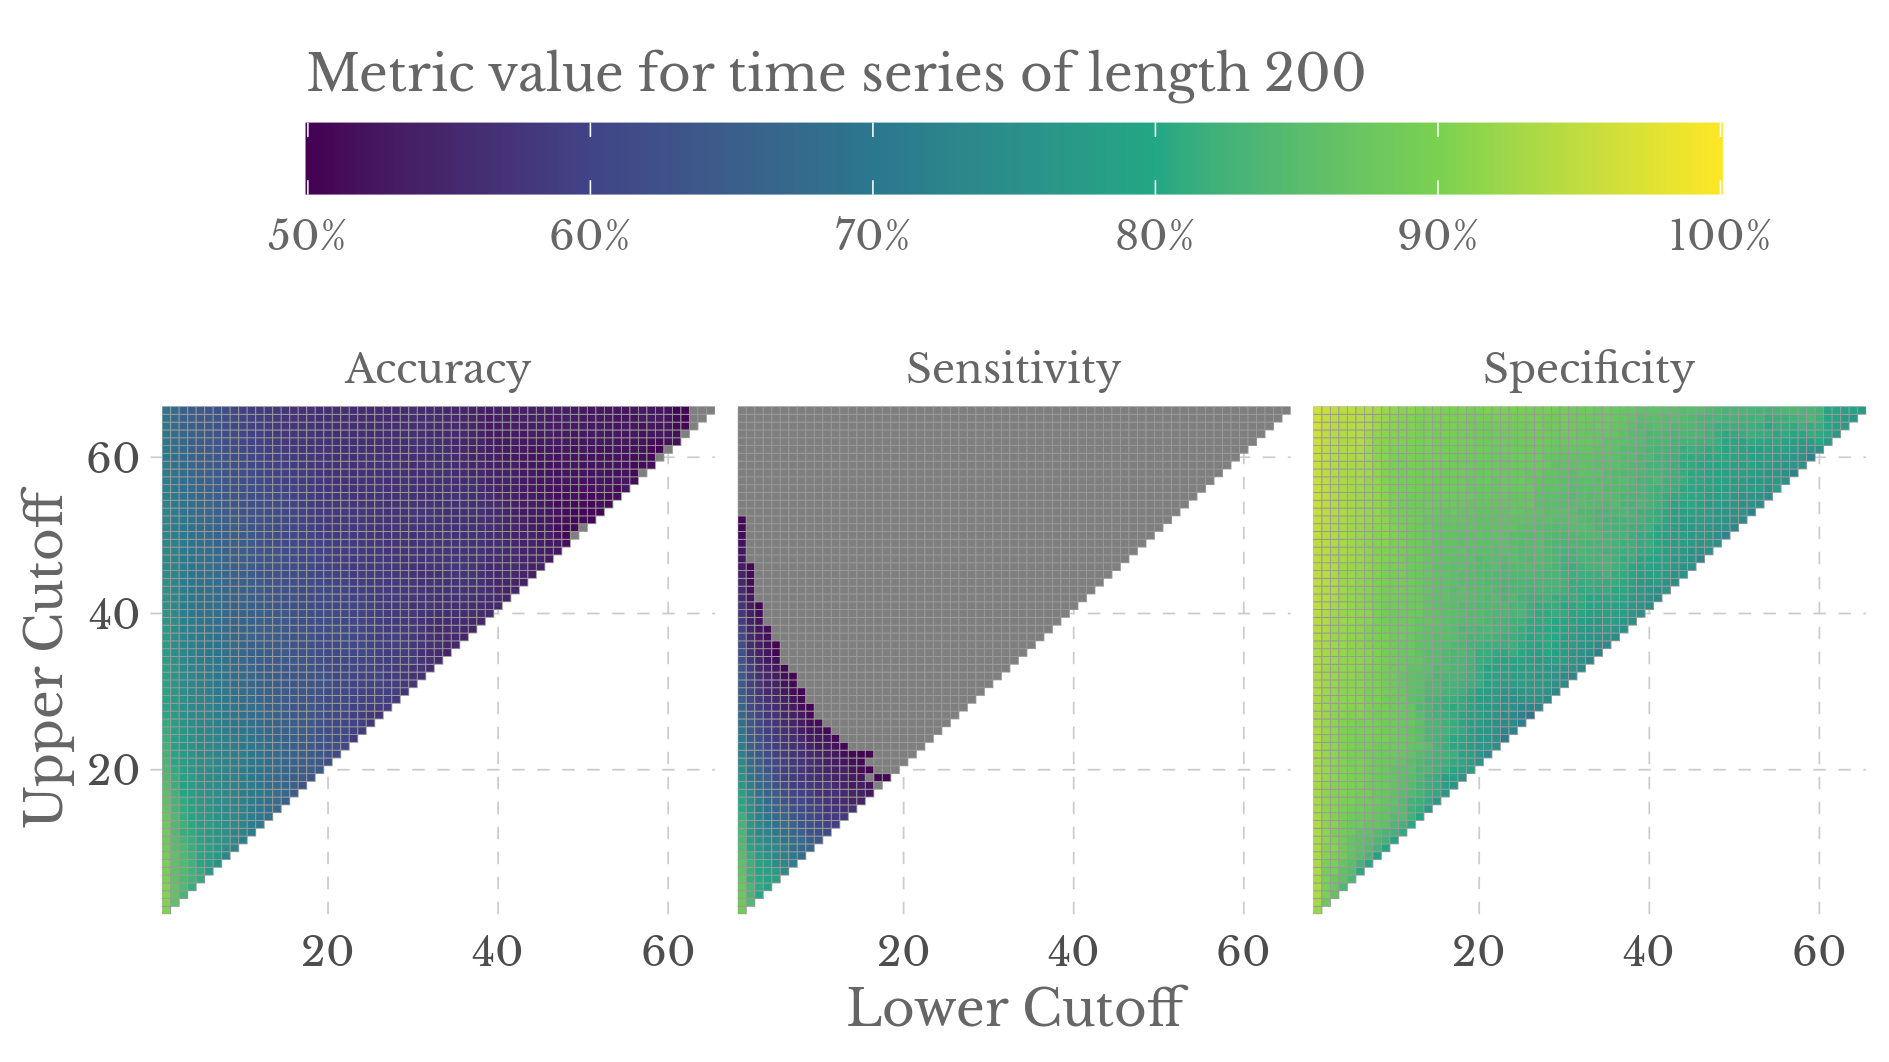 Metric value for time series of length 200
50% 60% 70% 80% 90% 100%
Accuracy Sensitivity Specificity
Upper Cutoff
60
40
20
20 40 60 20 40 60 20 40 60
Lower Cutoff